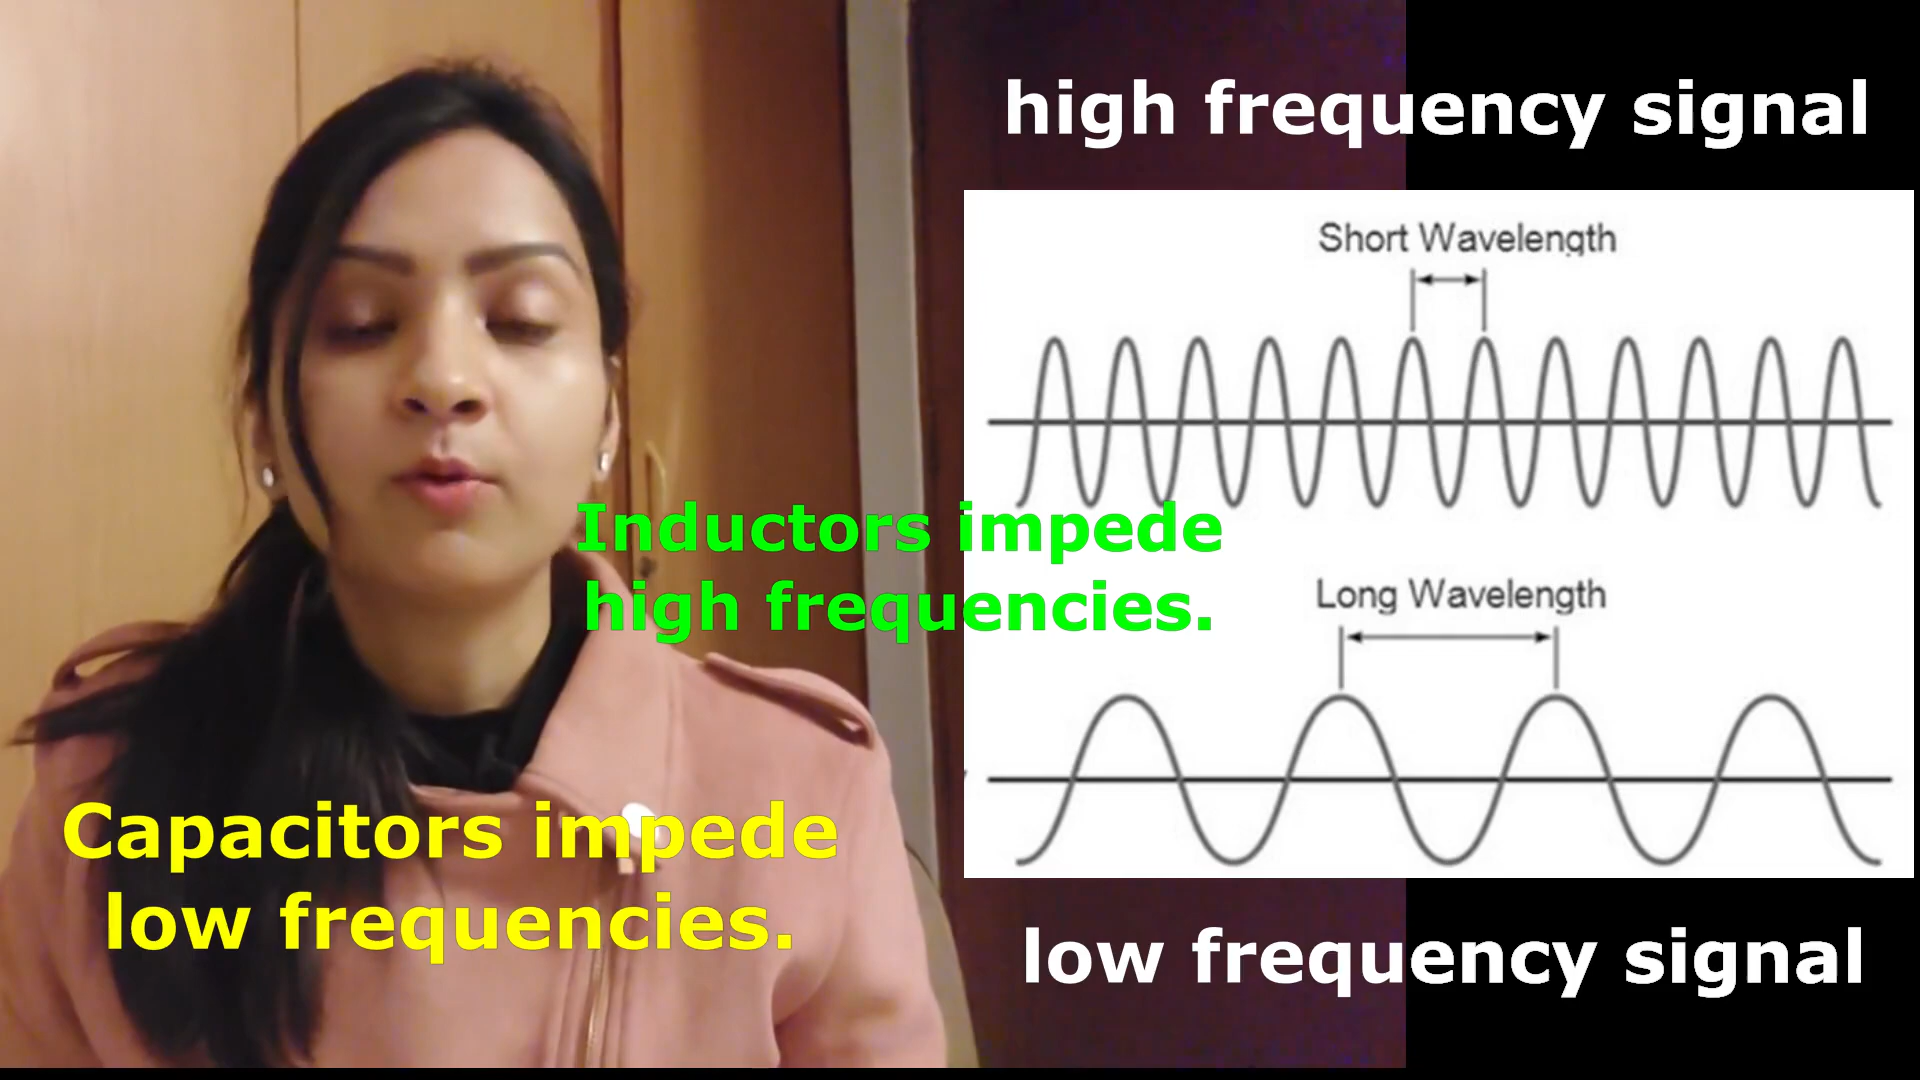 high frequency signal
Short Wavelength
Inductors impede
high frequencies.
Long Wavelength
Capacitors impede
low frequencies.
low frequency signal